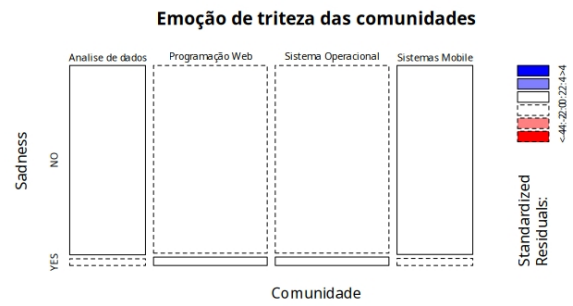 Emoção de triteza das comunidades
Analise de dados Programação Web Sistema Operacional Sistemas Mobile
Sadness
NO
YES
Comunidade
Standardized
Residuals: